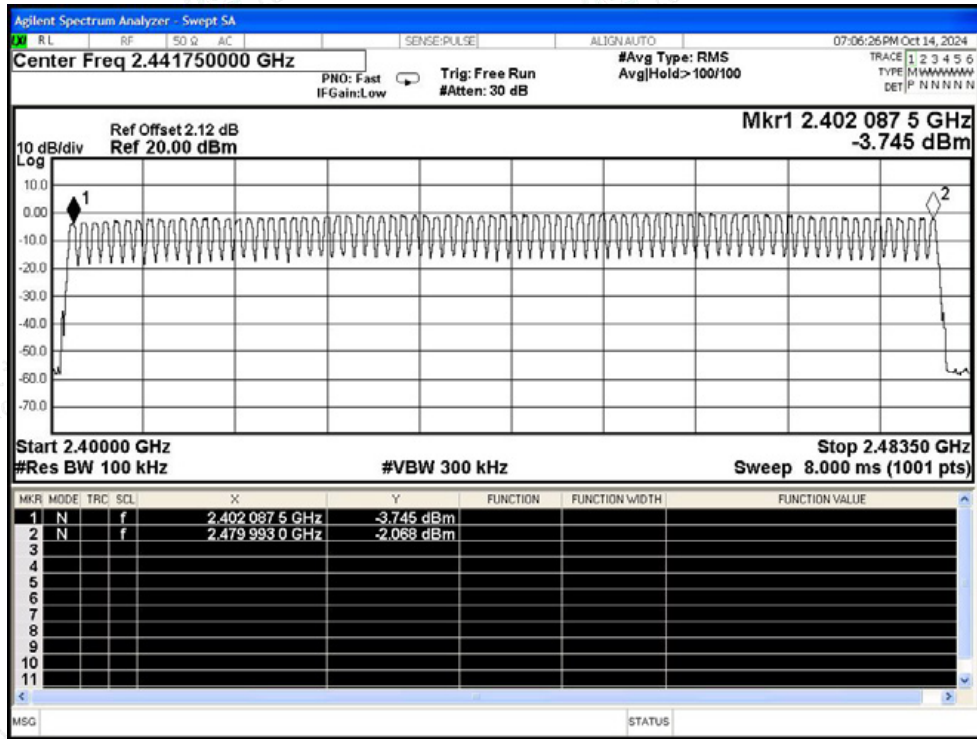 Agilent Spectrum Analyzer - Swept SA
RL RF 50 Ω AC SENSE:PULSE ALIGN AUTO 07:06:26 PM Oct 14, 2024
Center Freq 2.441750000 GHz #Avg Type: RMS TRACE 1 2 3 4 5 6
PNO: Fast Trig: Free Run Avg|Hold:>100/100 TYPE M WWWWW
IFGain:Low #Atten: 30 dB DET P N N N N N
Ref Offset 2.12 dB Mkr1 2.402 087 5 GHz
10 dB/div Ref 20.00 dBm -3.745 dBm
Log
10.0
1 2
0.00
-10.0
-20.0
-30.0
-40.0
-50.0
-60.0
-70.0
Start 2.40000 GHz Stop 2.48350 GHz
#Res BW 100 kHz #VBW 300 kHz Sweep 8.000 ms (1001 pts)
MKR MODE TRC SCL X Y FUNCTION FUNCTION WIDTH FUNCTION VALUE
1 N f 2.402 087 5 GHz -3.745 dBm
2 N f 2.479 993 0 GHz -2.068 dBm
3
4
5
6
7
8
9
10
11
MSG STATUS